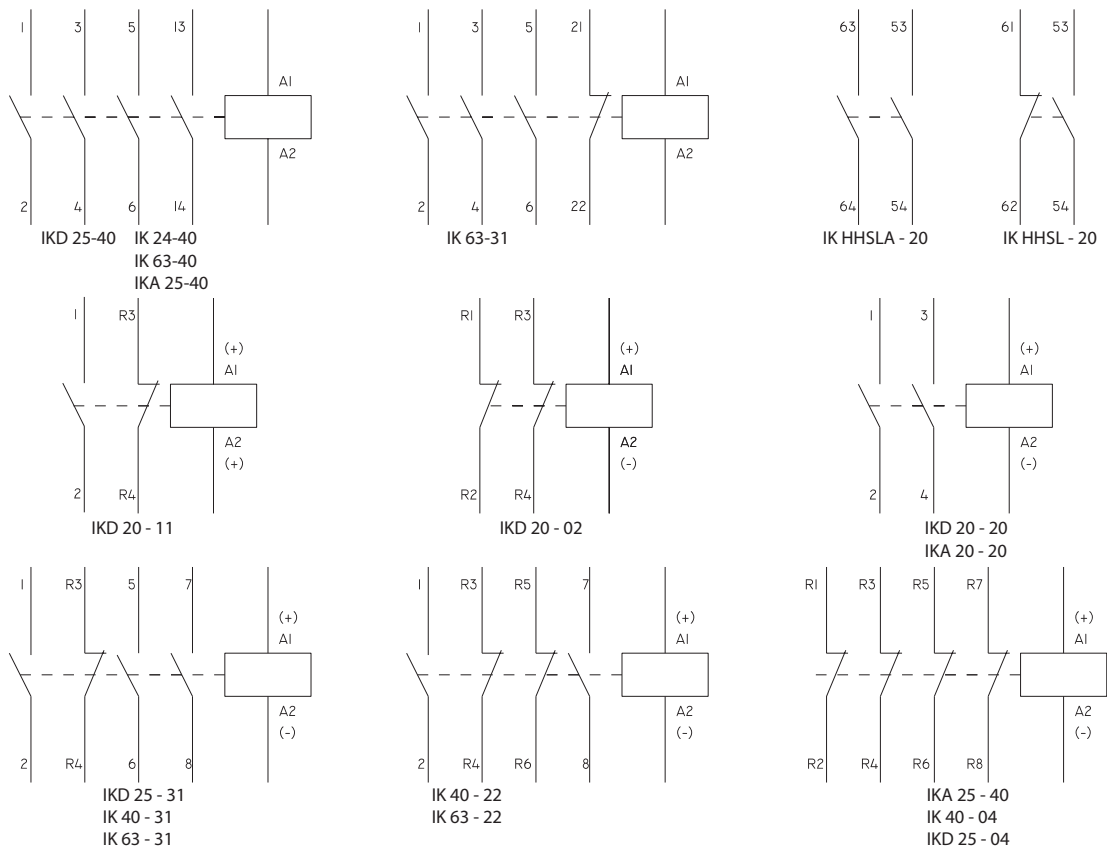 1 3 5 13
A1
A2
2 4 6 14
IKD 25-40 IK 24-40
IK 63-40
IKA 25-40
1 3 5 21
A1
A2
2 4 6 22
IK 63-31
63 53
64 54
IK HHSLA - 20
61 53
62 54
IK HHSL - 20
1 R3
(+)
A1
A2
(+)
2 R4
IKD 20 - 11
R1 R3
(+)
A1
A2
(-)
R2 R4
IKD 20 - 02
1 3
(+)
A1
A2
(-)
2 4
IKD 20 - 20
IKA 20 - 20
1 R3 5 7
(+)
A1
A2
(-)
2 R4 6 8
IKD 25 - 31
IK 40 - 31
IK 63 - 31
1 R3 R5 7
(+)
A1
A2
(-)
2 R4 R6 8
IK 40 - 22
IK 63 - 22
R1 R3 R5 R7
(+)
A1
A2
(-)
R2 R4 R6 R8
IKA 25 - 40
IK 40 - 04
IKD 25 - 04